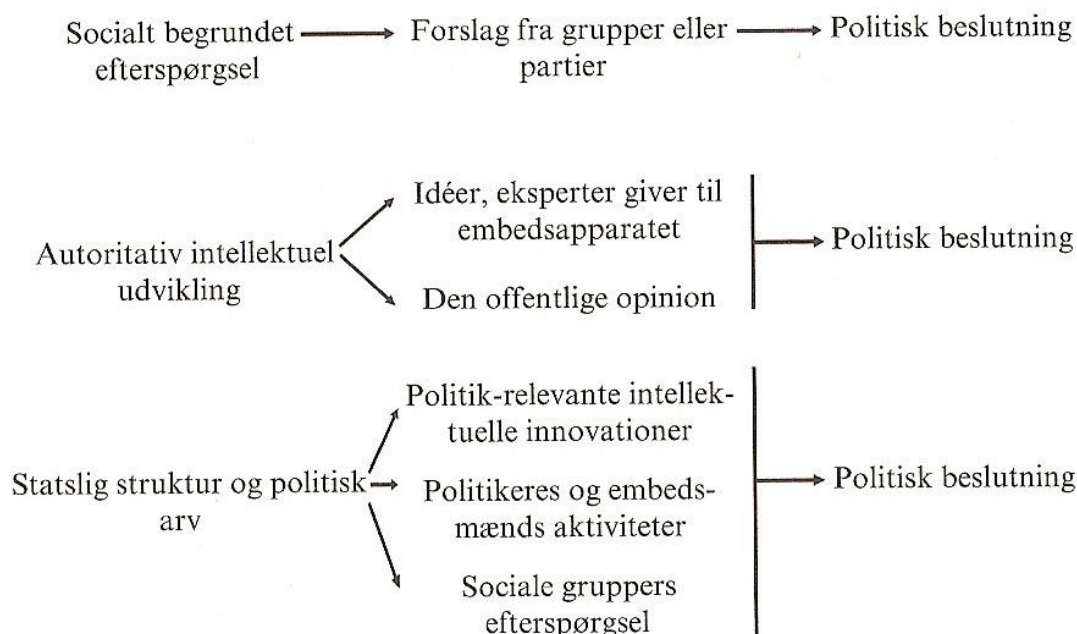 Socialt begrundet
efterspørgsel
Forslag fra grupper eller
partier
Politisk beslutning
Autoritativ intellektuel
udvikling
Idéer, eksperter giver til
embedsapparatet
Den offentlige opinion
Politisk beslutning
Statslig struktur og politisk
arv
Politik-relevante intellek-
tuelle innovationer
Politikeres og embeds-
mænds aktiviteter
Sociale gruppers
efterspørgsel
Politisk beslutning